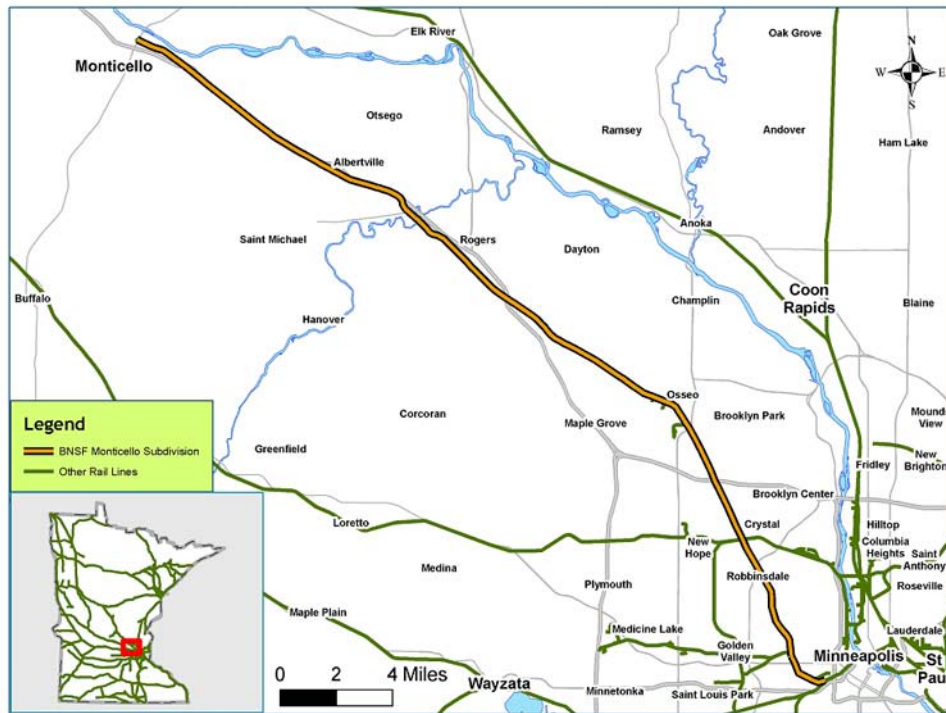 Elk River
Oak Grove
N
W E
S
Monticello
Otsego
Ramsey
Andover
Ham Lake
Albertville
Anoka
Saint Michael
Rogers
Dayton
Coon
Rapids
Buffalo
Champlin
Blaine
Hanover
Osseo
Corcoran
Maple Grove
Brooklyn Park
Mounds
View
Legend
BNSF Monticello Subdivision
Other Rail Lines
Greenfield
New
Brighton
Fridley
Brooklyn Center
Loretto
Crystal
Hilltop
New
Hope
Columbia
Heights
Saint
Anthony
Medina
Plymouth
Robbinsdale
Roseville
Maple Plain
Medicine Lake
Lauderdale
Golden
Valley
Minneapolis
St
Pau
0 2 4 Miles
Wayzata
Minnetonka
Saint Louis Park